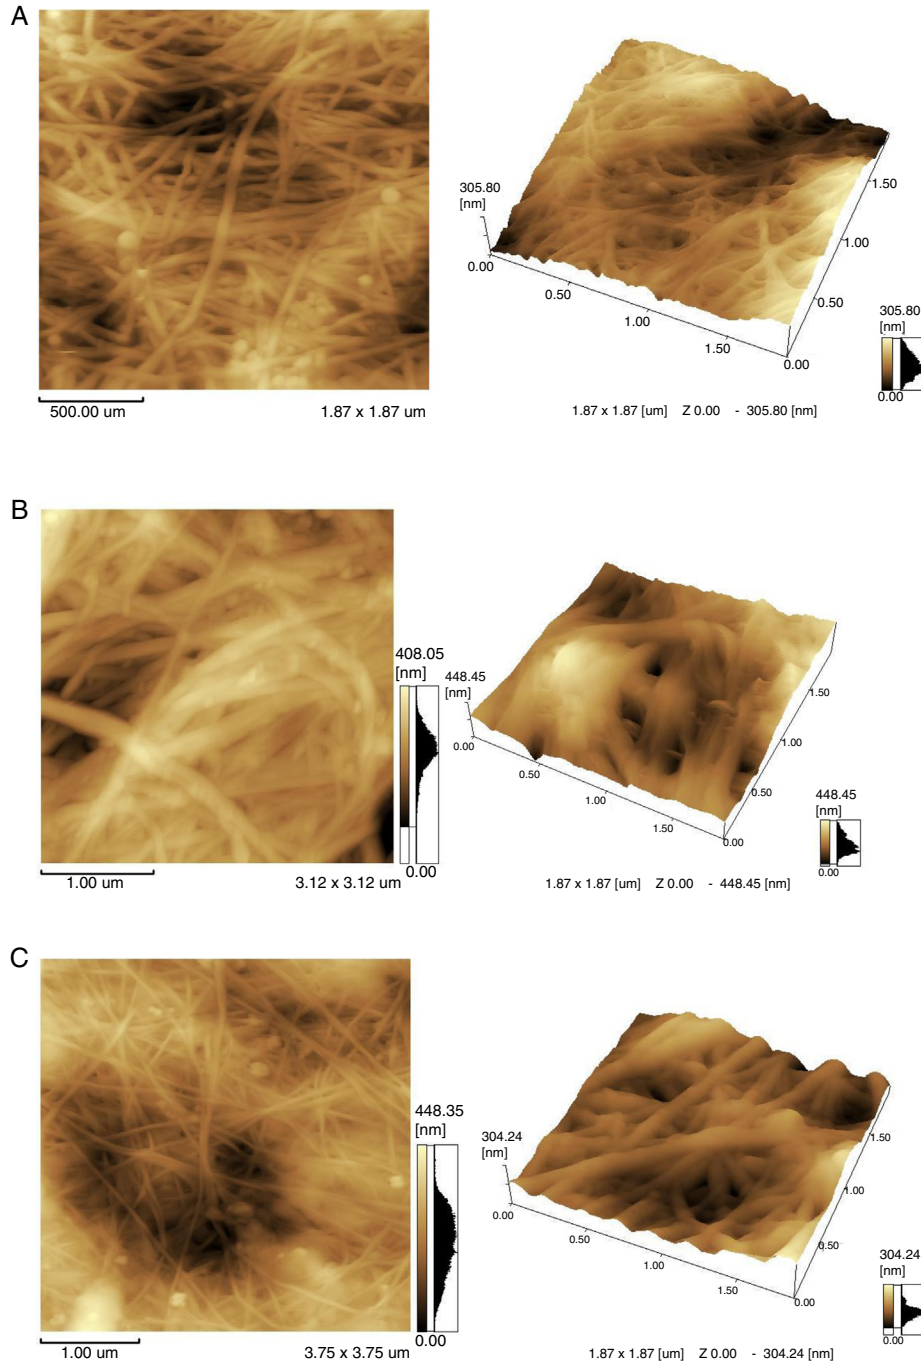 A
500.00 um
1.87 x 1.87 um
305.80
[nm]
0.00
0.50
1.00
1.50
0.00
0.50
1.00
1.50
305.80
[nm]
0.00
1.87 x 1.87 [um] Z 0.00 - 305.80 [nm]
B
408.05
[nm]
0.00
1.00 um
3.12 x 3.12 um
448.45
[nm]
0.00
0.50
1.00
1.50
0.00
0.50
1.00
1.50
448.45
[nm]
0.00
1.87 x 1.87 [um] Z 0.00 - 448.45 [nm]
C
448.35
[nm]
0.00
1.00 um
3.75 x 3.75 um
304.24
[nm]
0.00
0.50
1.00
1.50
0.00
0.50
1.00
1.50
304.24
[nm]
0.00
1.87 x 1.87 [um] Z 0.00 - 304.24 [nm]